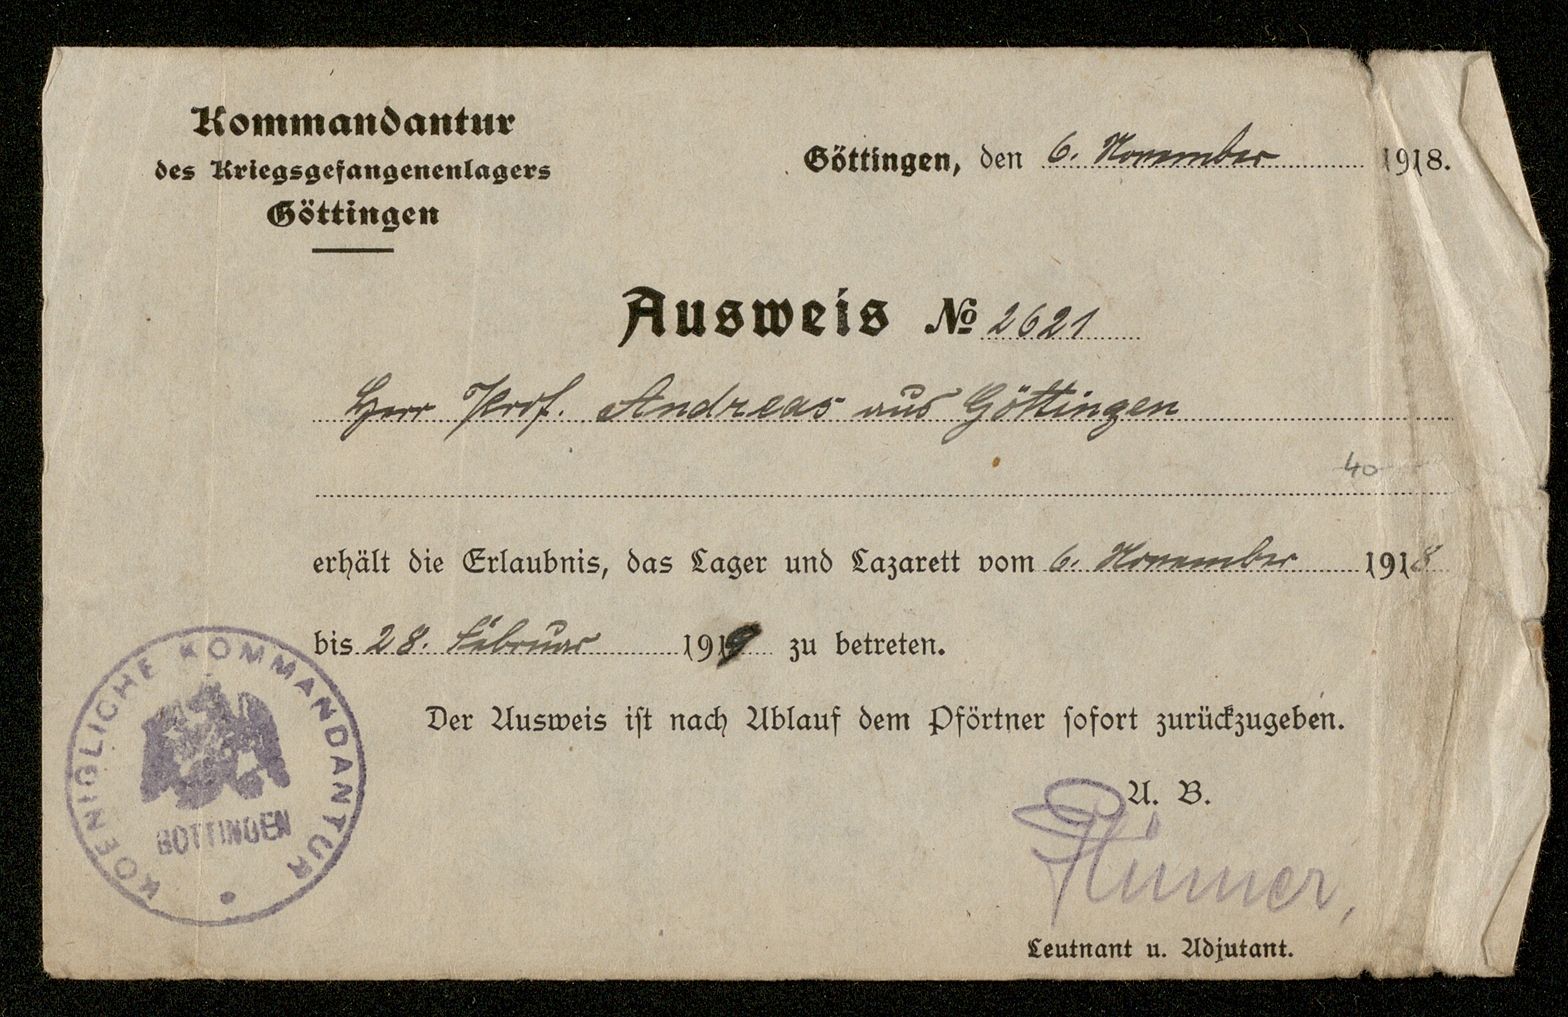 Kommandantur
des Kriegsgefangenenlagers
Göttingen
Göttingen, den 6. November 1918.
Ausweis № 2621
Herr Prof. Andreas aus Göttingen
40
erhält die Erlaubnis, das Lager und Lazarett vom 6. November 1918
bis 28. Februar 1919 zu betreten.
Der Ausweis ist nach Ablauf dem Pförtner sofort zurückzugeben.
KOENIGLICHE KOMMANDANTUR
GÖTTINGEN
A. B.
Leutnant u. Adjutant.